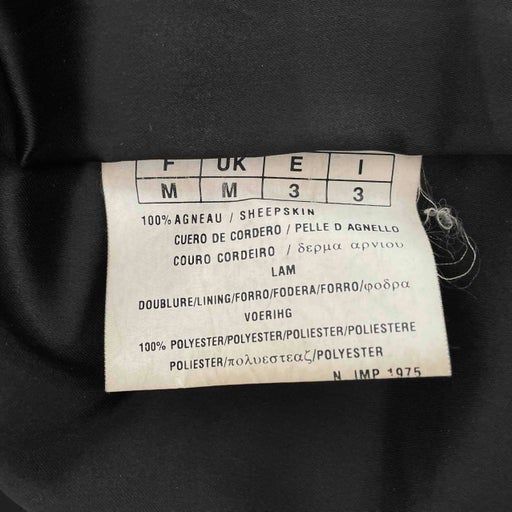 F UK E I
M M 3 3
100% AGNEAU / SHEEPSKIN
CUERO DE CORDERO / PELLE D AGNELLO
COURO CORDEIRO / δερμα αρνιου
LAM
DOUBLURE/LINING/FORRO/FODERA/FORRO/φοδρα
VOERIHG
100% POLYESTER/POLYESTER/POLIESTER/POLIESTERE
POLIESTER/πολυεστεαζ/POLYESTER
N IMP 1975